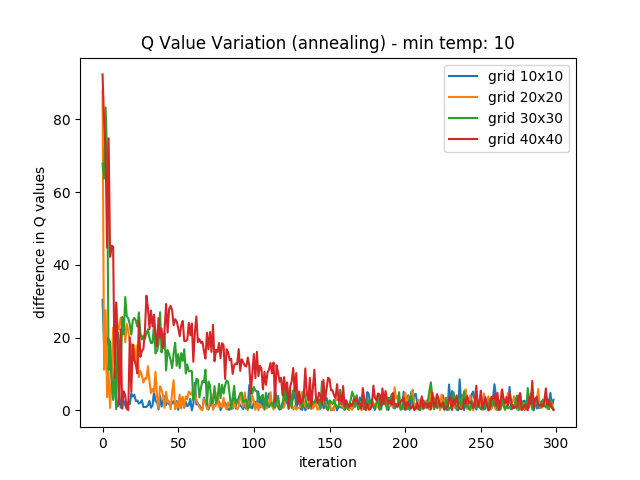 Q Value Variation (annealing) - min temp: 10
grid 10x10
grid 20x20
grid 30x30
grid 40x40
difference in Q values
80
60
40
20
0
0 50 100 150 200 250 300
iteration